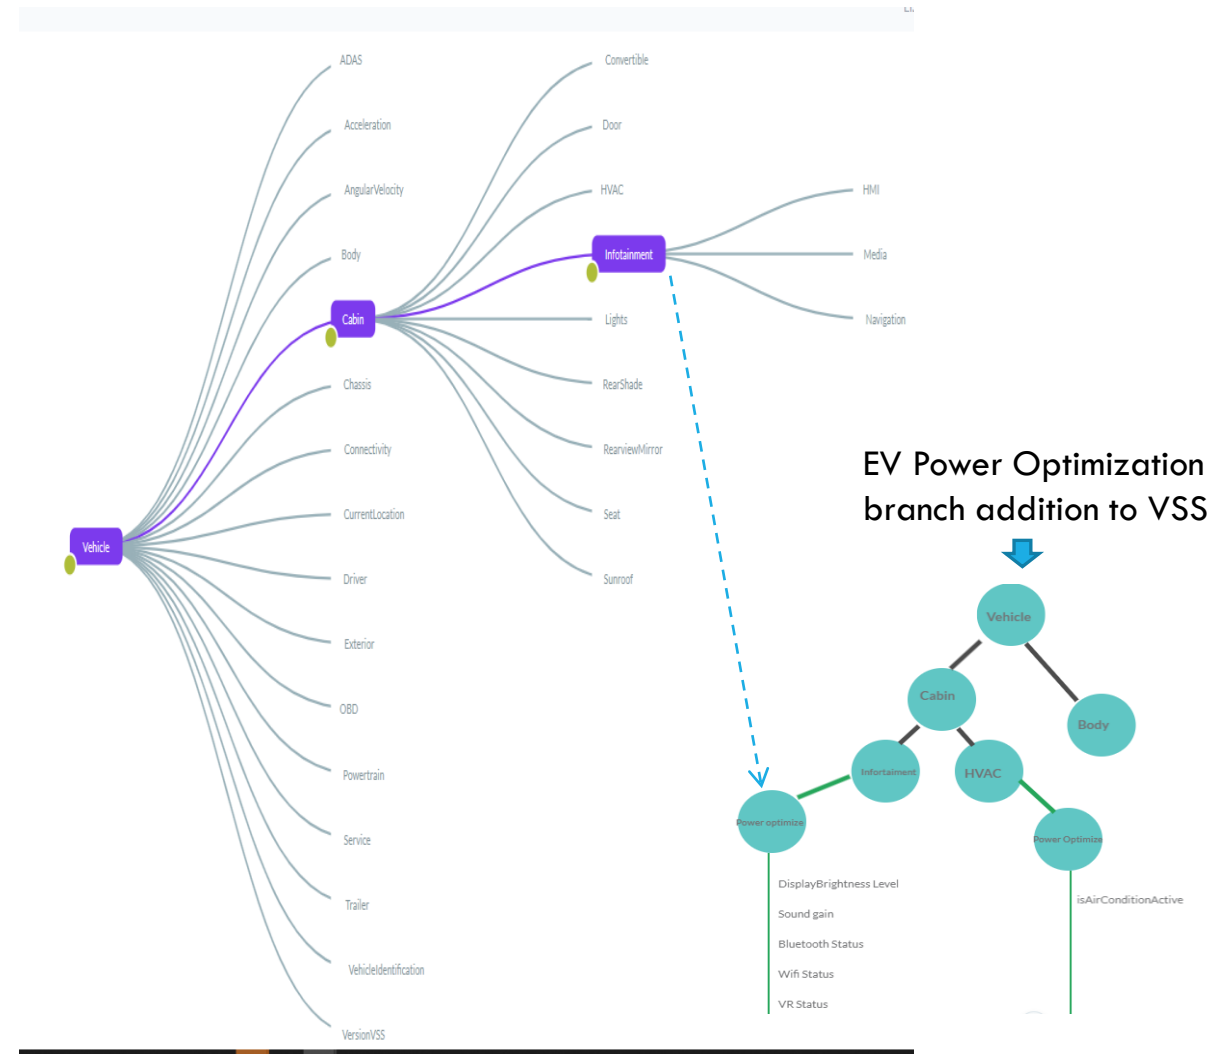 ADAS
Acceleration
AngularVelocity
Body
Cabin
Chassis
Connectivity
CurrentLocation
Vehicle
Driver
Exterior
OBD
Powertrain
Service
Trailer
VehicleIdentification
VersionVSS
Convertible
Door
HVAC
Infotainment
Lights
RearShade
RearviewMirror
Seat
Sunroof
HMI
Media
Navigation
EV Power Optimization
branch addition to VSS
Vehicle
Cabin
Body
Infortaiment
HVAC
Power optimize
Power Optimize
DisplayBrightness Level
Sound gain
Bluetooth Status
Wifi Status
VR Status
isAirConditionActive